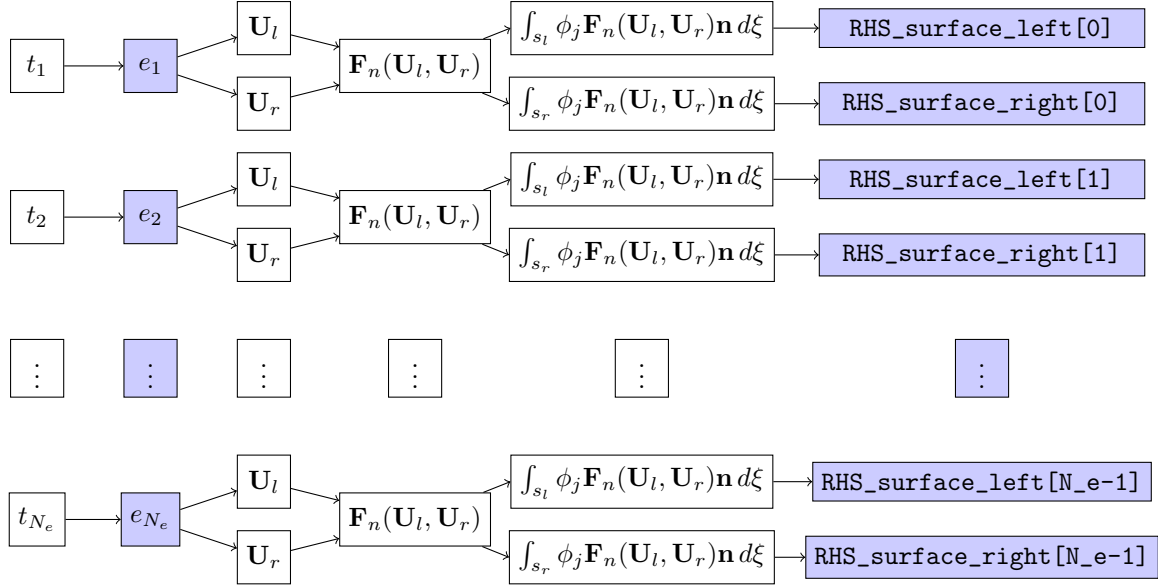 U_l ∫_{s_l} φ_j F_n(U_l, U_r) n dξ RHS_surface_left[0]
t_1 e_1 F_n(U_l, U_r)
U_r ∫_{s_r} φ_j F_n(U_l, U_r) n dξ RHS_surface_right[0]
U_l ∫_{s_l} φ_j F_n(U_l, U_r) n dξ RHS_surface_left[1]
t_2 e_2 F_n(U_l, U_r)
U_r ∫_{s_r} φ_j F_n(U_l, U_r) n dξ RHS_surface_right[1]
⋮ ⋮ ⋮ ⋮ ⋮ ⋮
U_l ∫_{s_l} φ_j F_n(U_l, U_r) n dξ RHS_surface_left[N_e-1]
t_{N_e} e_{N_e} F_n(U_l, U_r)
U_r ∫_{s_r} φ_j F_n(U_l, U_r) n dξ RHS_surface_right[N_e-1]